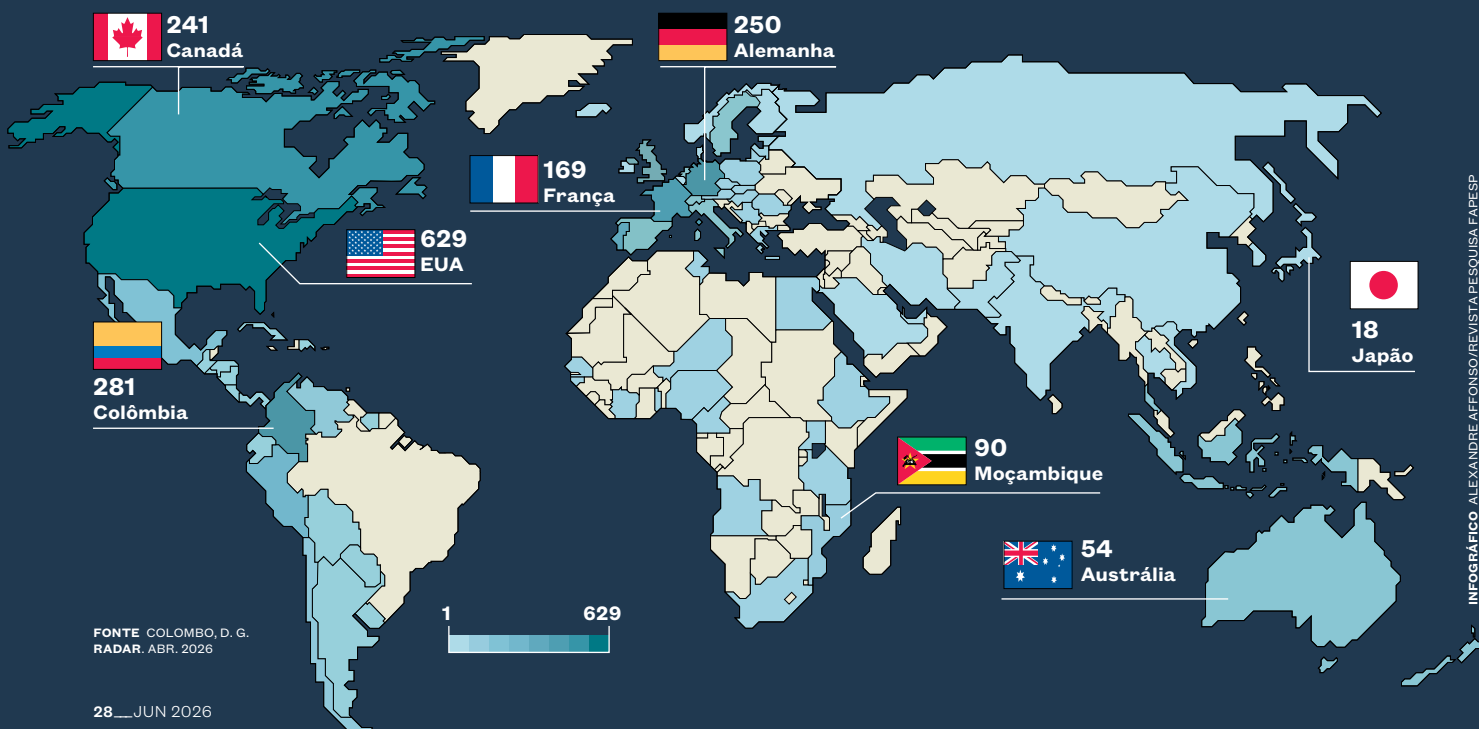 241
Canadá
250
Alemanha
169
França
629
EUA
281
Colômbia
18
Japão
90
Moçambique
54
Austrália
1 629
FONTE COLOMBO, D. G.
RADAR. ABR. 2026
28__JUN 2026
INFOGRÁFICO ALEXANDRE AFFONSO/REVISTA PESQUISA FAPESP